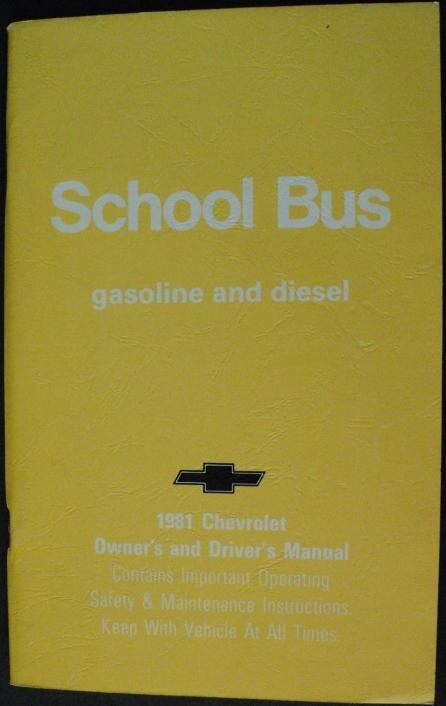 School Bus
gasoline and diesel
1981 Chevrolet
Owner's and Driver's Manual
Contains Important Operating
Safety & Maintenance Instructions.
Keep With Vehicle At All Times.